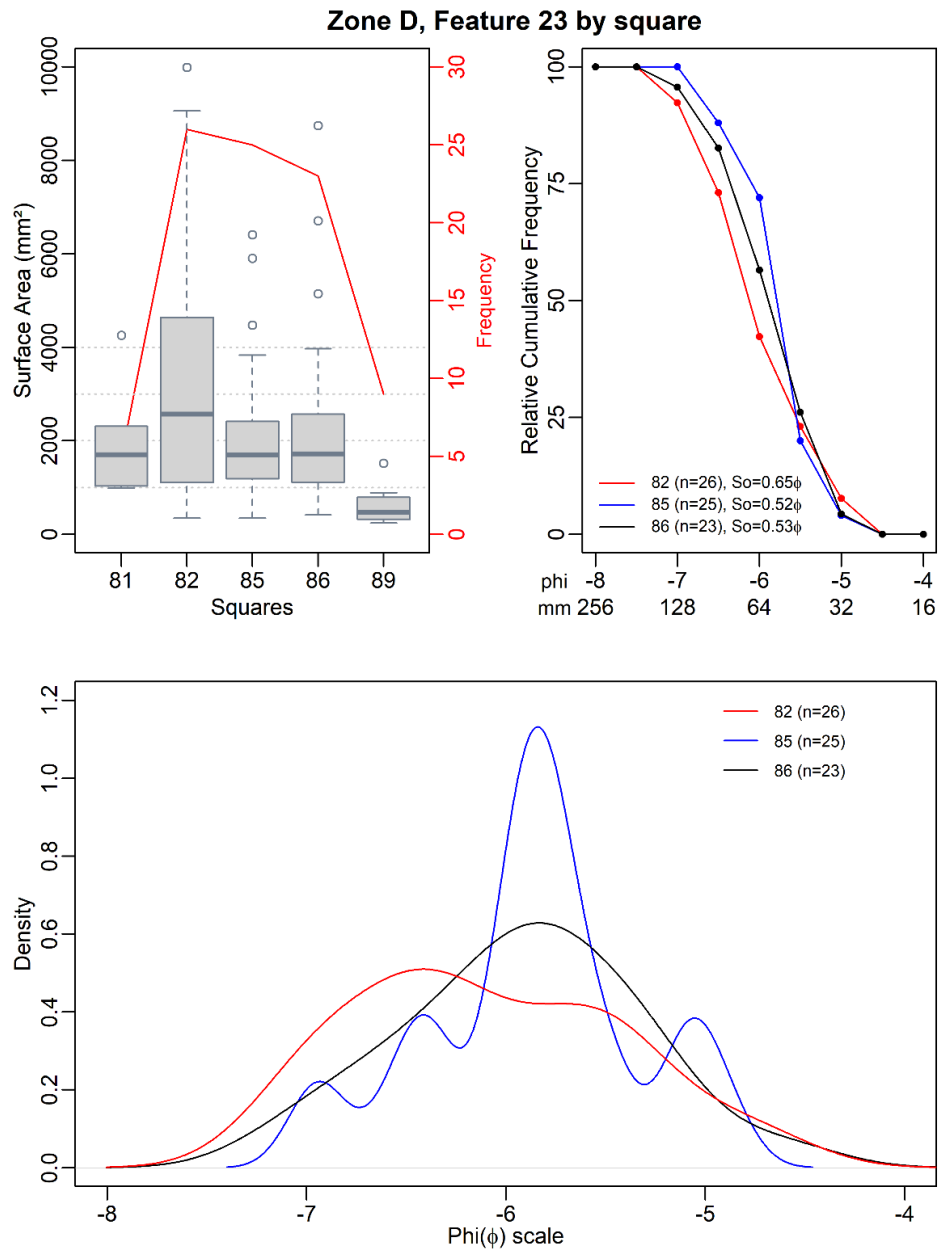 Zone D, Feature 23 by square
Surface Area (mm²)
10000
8000
6000
4000
2000
0
Frequency
30
25
20
15
10
5
0
81 82 85 86 89
Squares
Relative Cumulative Frequency
100
75
50
25
0
82 (n=26), So=0.65ϕ
85 (n=25), So=0.52ϕ
86 (n=23), So=0.53ϕ
phi -8 -7 -6 -5 -4
mm 256 128 64 32 16
Density
1.2
1.0
0.8
0.6
0.4
0.2
0.0
82 (n=26)
85 (n=25)
86 (n=23)
-8 -7 -6 -5 -4
Phi(ϕ) scale